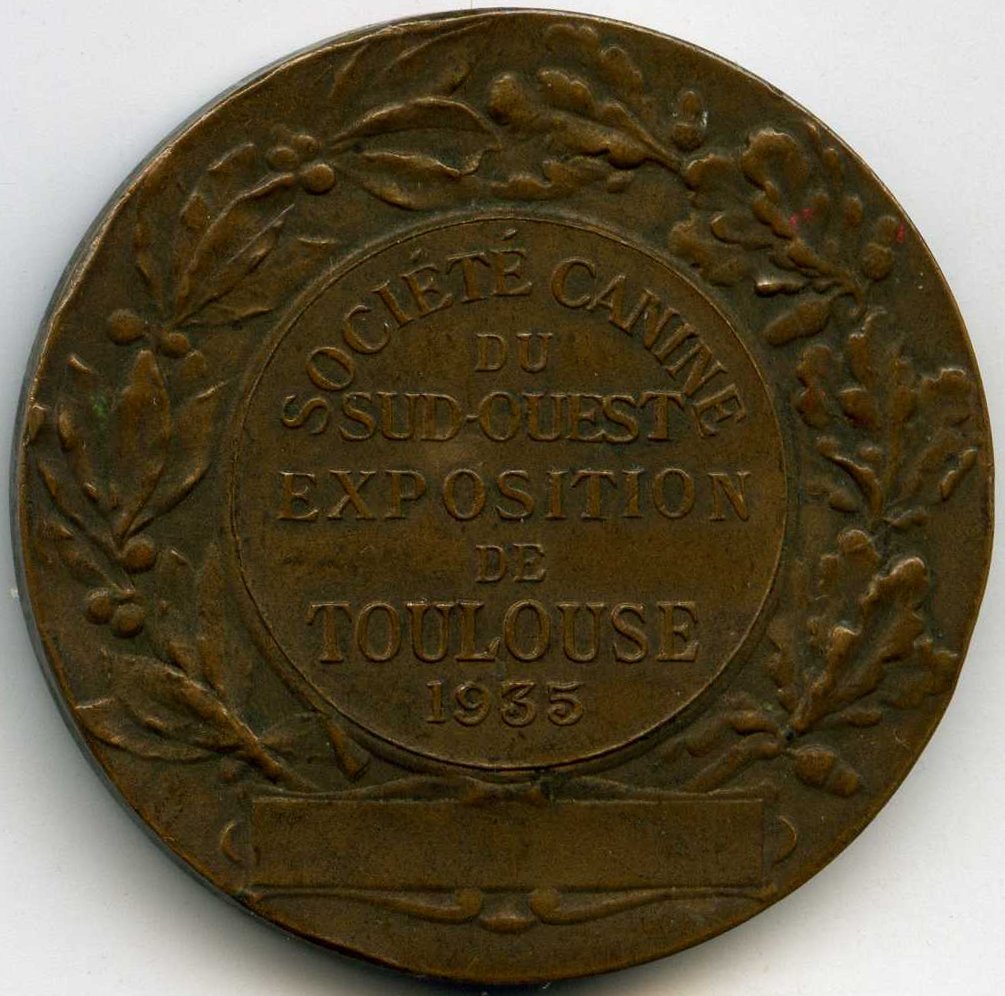 SOCIÉTÉ CANINE
DU
SUD-OUEST
EXPOSITION
DE
TOULOUSE
1935